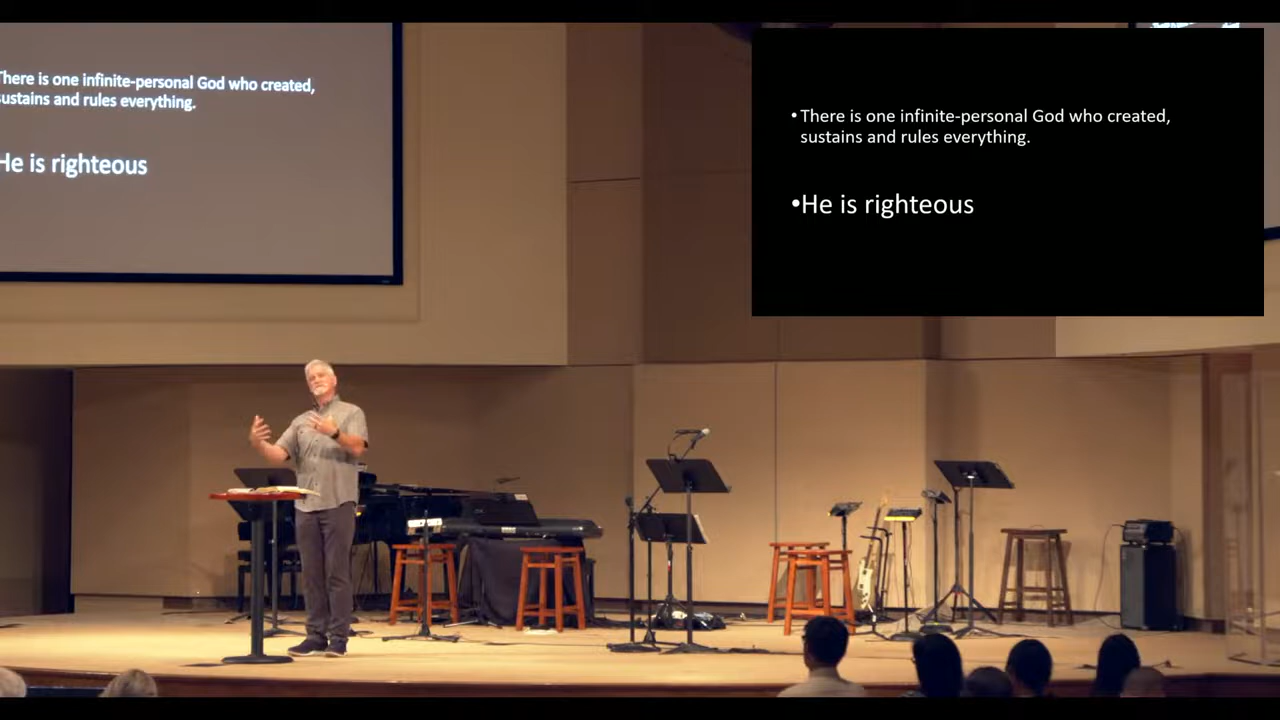 There is one infinite-personal God who created,
sustains and rules everything.
He is righteous
• There is one infinite-personal God who created,
sustains and rules everything.
•He is righteous